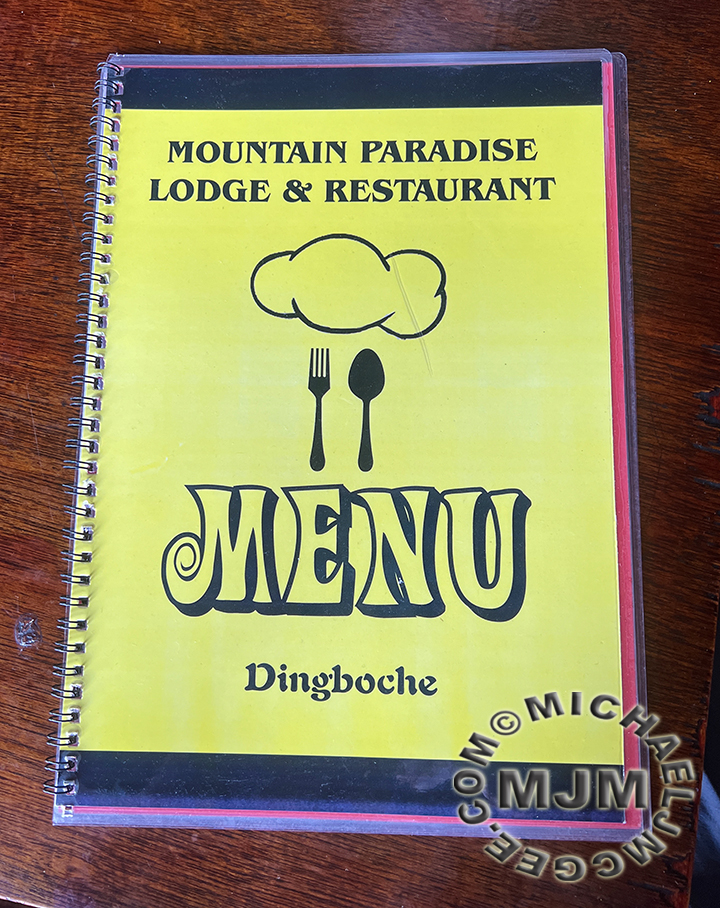 MOUNTAIN PARADISE
LODGE & RESTAURANT
MENU
Dingboche
©MICHAELJMCGEE.COM
MJM